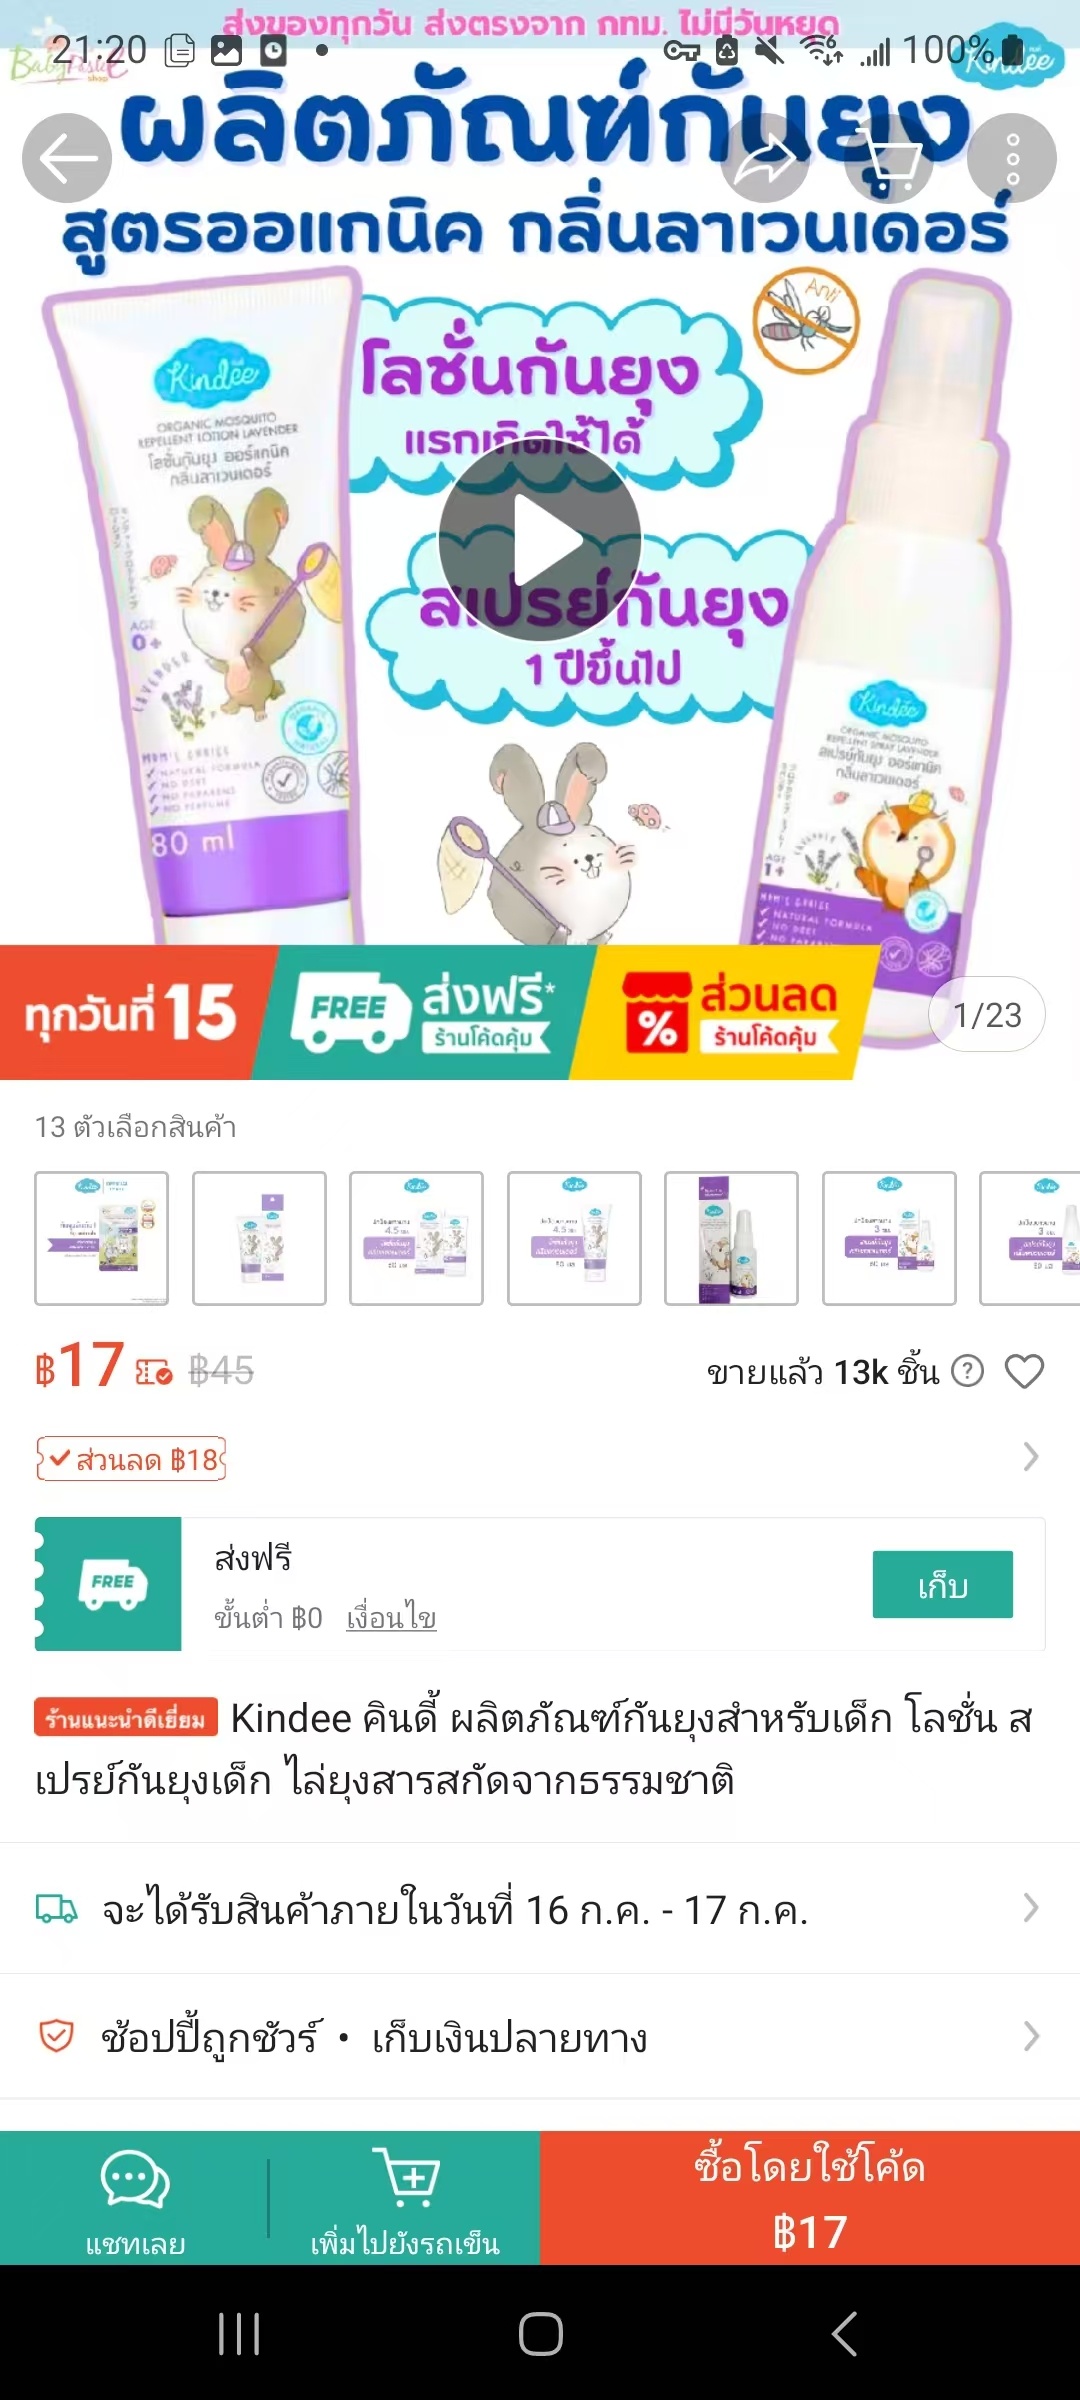 ส่งของทุกวัน ส่งตรงจาก กทม. ไม่มีวันหยุด
21:20
100%
Kindee
ผลิตภัณฑ์กันยุง
สูตรออแกนิค กลิ่นลาเวนเดอร์
Anti
โลชั่นกันยุง
แรกเกิดใช้ได้
Kindee
ORGANIC MOSQUITO
REPELLENT LOTION LAVENDER
โลชั่นกันยุง ออร์แกนิค
กลิ่นลาเวนเดอร์
AGE
0+
LAVENDER
MOM'S CHOICE
NATURAL FORMULA
NO DEET
NO PARABENS
NO PERFUME
80 ml
สเปรย์กันยุง
1 ปีขึ้นไป
Kindee
ORGANIC MOSQUITO
REPELLENT SPRAY LAVENDER
สเปรย์กันยุง ออร์แกนิค
กลิ่นลาเวนเดอร์
AGE
1+
MOM'S CHOICE
NATURAL FORMULA
NO DEET
ทุกวันที่ 15
FREE ส่งฟรี*
ร้านโค้ดคุ้ม
% ส่วนลด
ร้านโค้ดคุ้ม
1/23
13 ตัวเลือกสินค้า
฿17 ฿45
ขายแล้ว 13k ชิ้น ?
ส่วนลด ฿18
FREE
ส่งฟรี
ขั้นต่ำ ฿0 เงื่อนไข
เก็บ
ร้านแนะนำดีเยี่ยม Kindee คินดี้ ผลิตภัณฑ์กันยุงสำหรับเด็ก โลชั่น ส
เปรย์กันยุงเด็ก ไล่ยุงสารสกัดจากธรรมชาติ
จะได้รับสินค้าภายในวันที่ 16 ก.ค. - 17 ก.ค.
ช้อปปี้ถูกชัวร์ • เก็บเงินปลายทาง
แชทเลย
เพิ่มไปยังรถเข็น
ซื้อโดยใช้โค้ด
฿17